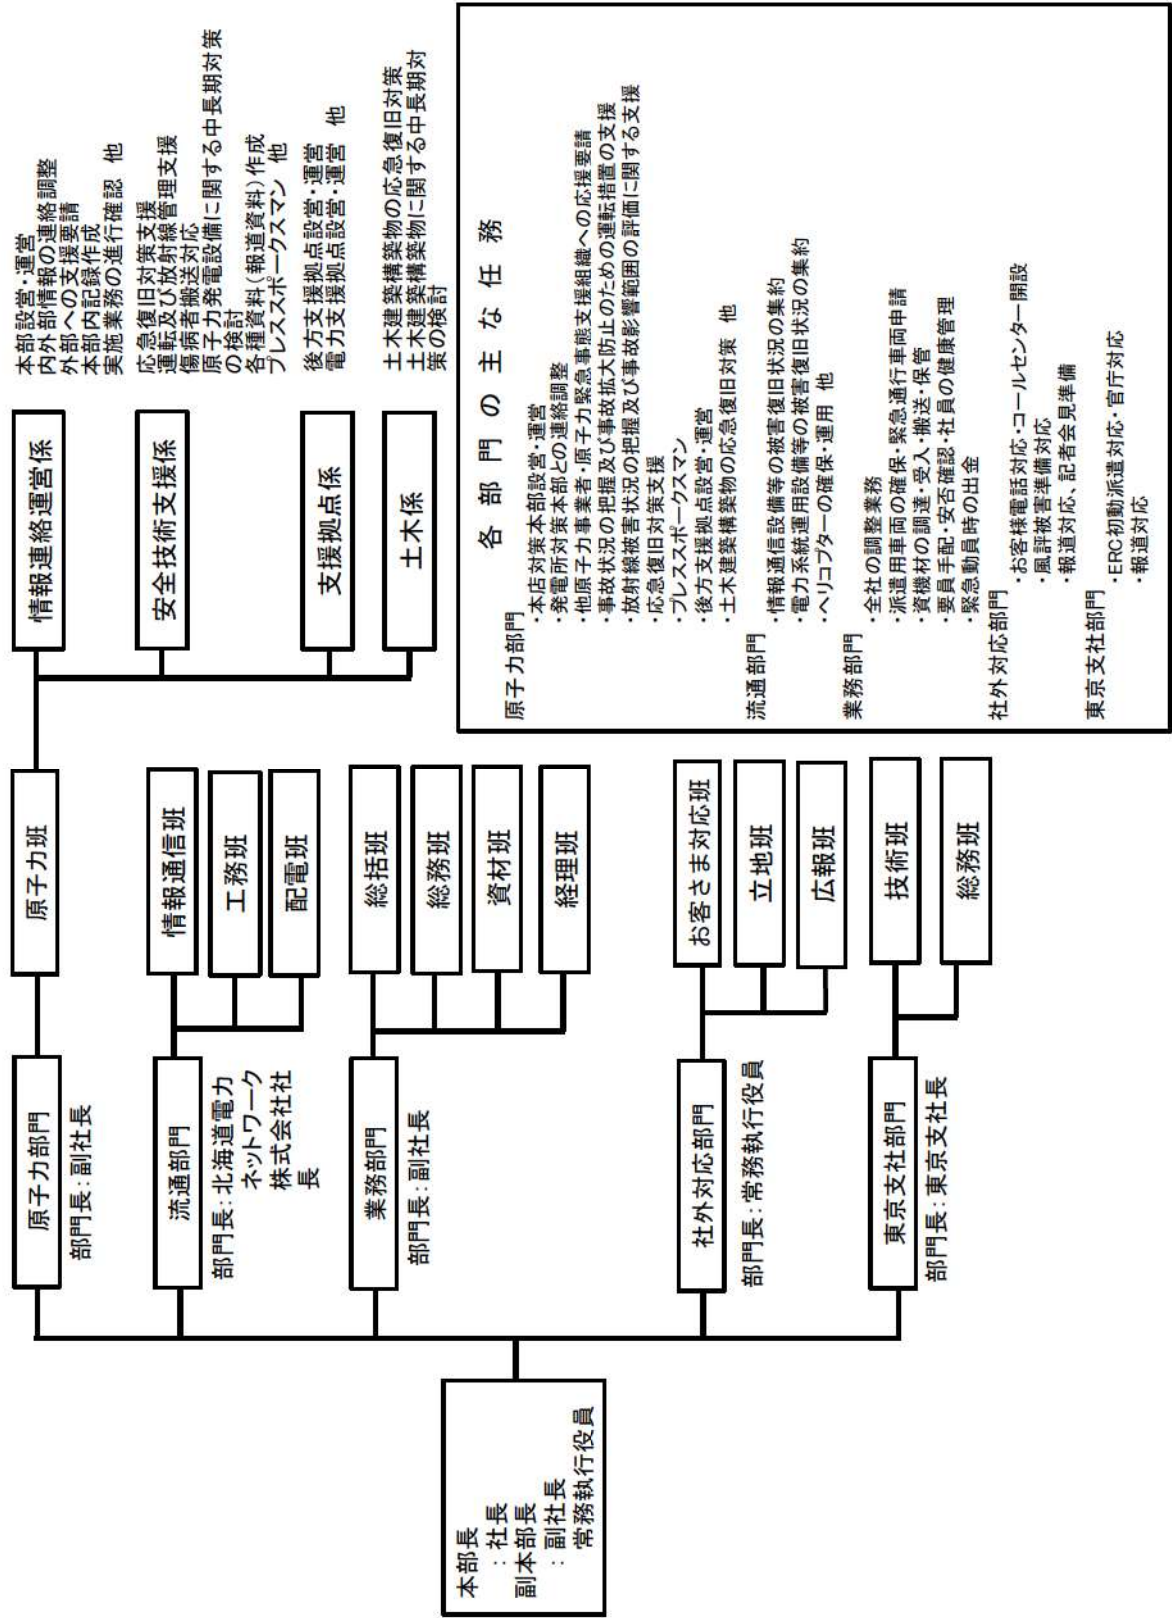 本部長
：社長
副本部長
：副社長
常務執行役員
原子力部門
部門長：副社長
原子力班
情報連絡運営係
本部設営・運営
内外部情報の連絡調整
外部への支援要請
本部内記録作成
実施業務の進行確認 他
安全技術支援係
応急復旧対策支援
運転及び放射線管理支援
傷病者搬送対応
原子力発電設備に関する中長期対策
の検討
各種資料(報道資料)作成
プレスポークスマン 他
支援拠点係
後方支援拠点設営・運営
電力支援拠点設営・運営 他
土木係
土木建築構築物の応急復旧対策
土木建築構築物に関する中長期対
策の検討
流通部門
部門長：北海道電力
ネットワーク
株式会社社
長
情報通信班
工務班
配電班
業務部門
部門長：副社長
総括班
総務班
資材班
経理班
社外対応部門
部門長：常務執行役員
お客さま対応班
立地班
広報班
東京支社部門
部門長：東京支社長
技術班
総務班
各部門の主な任務
原子力部門
・本店対策本部設営・運営
・発電所対策本部との連絡調整
・他原子力事業者・原子力緊急事態支援組織への応援要請
・事故状況の把握及び事故拡大防止のための運転措置の支援
・放射線被害状況の把握及び事故影響範囲の評価に関する支援
・応急復旧対策支援
・プレススポークスマン
・後方支援拠点設営・運営
・土木建築構築物の応急復旧対策 他
流通部門
・情報通信設備等の被害復旧状況の集約
・電力系統運用設備等の被害復旧状況の集約
・ヘリコプターの確保・運用 他
業務部門
・全社の調整業務
・派遣用車両の確保・緊急通行車両申請
・資機材の調達・受入・搬送・保管
・要員手配・安否確認・社員の健康管理
・緊急動員時の出金
社外対応部門
・お客様電話対応・コールセンター開設
・風評被害準備対応
・報道対応、記者会見準備
東京支社部門
・ERC初動派遣対応・官庁対応
・報道対応